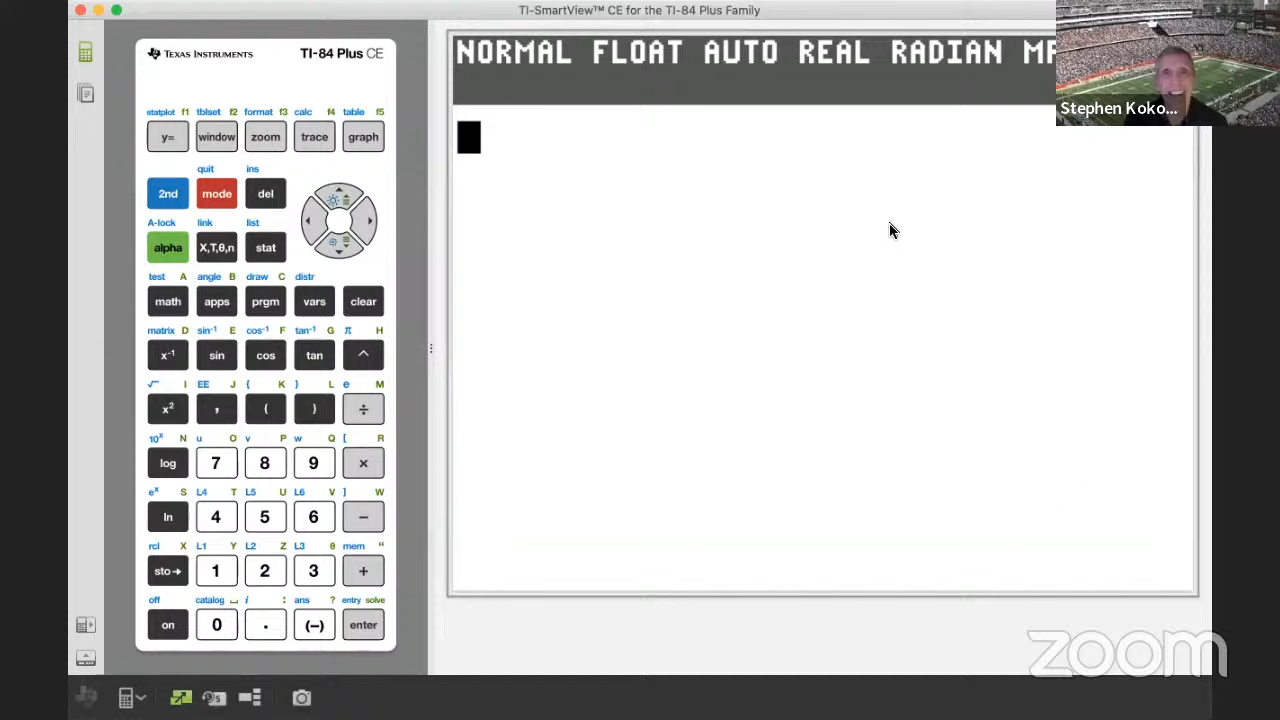 TI-SmartView™ CE for the TI-84 Plus Family
TEXAS INSTRUMENTS TI-84 Plus CE
NORMAL FLOAT AUTO REAL RADIAN MP
Stephen Koko...
statplot f1 tblset f2 format f3 calc f4 table f5
y= window zoom trace graph
quit ins
2nd mode del
A-lock link list
alpha X,T,θ,n stat
test A angle B draw C distr
math apps prgm vars clear
matrix D sin-1 E cos-1 F tan-1 G π H
x-1 sin cos tan ^
√ I EE J { K } L e M
x2 , ( ) ÷
10x N u O v P w Q [ R
log 7 8 9 ×
ex S L4 T L5 U L6 V ] W
ln 4 5 6 −
rcl X L1 Y L2 Z L3 θ mem "
sto→ 1 2 3 +
off catalog ␣ i : ans ? entry solve
on 0 . (−) enter
zoom